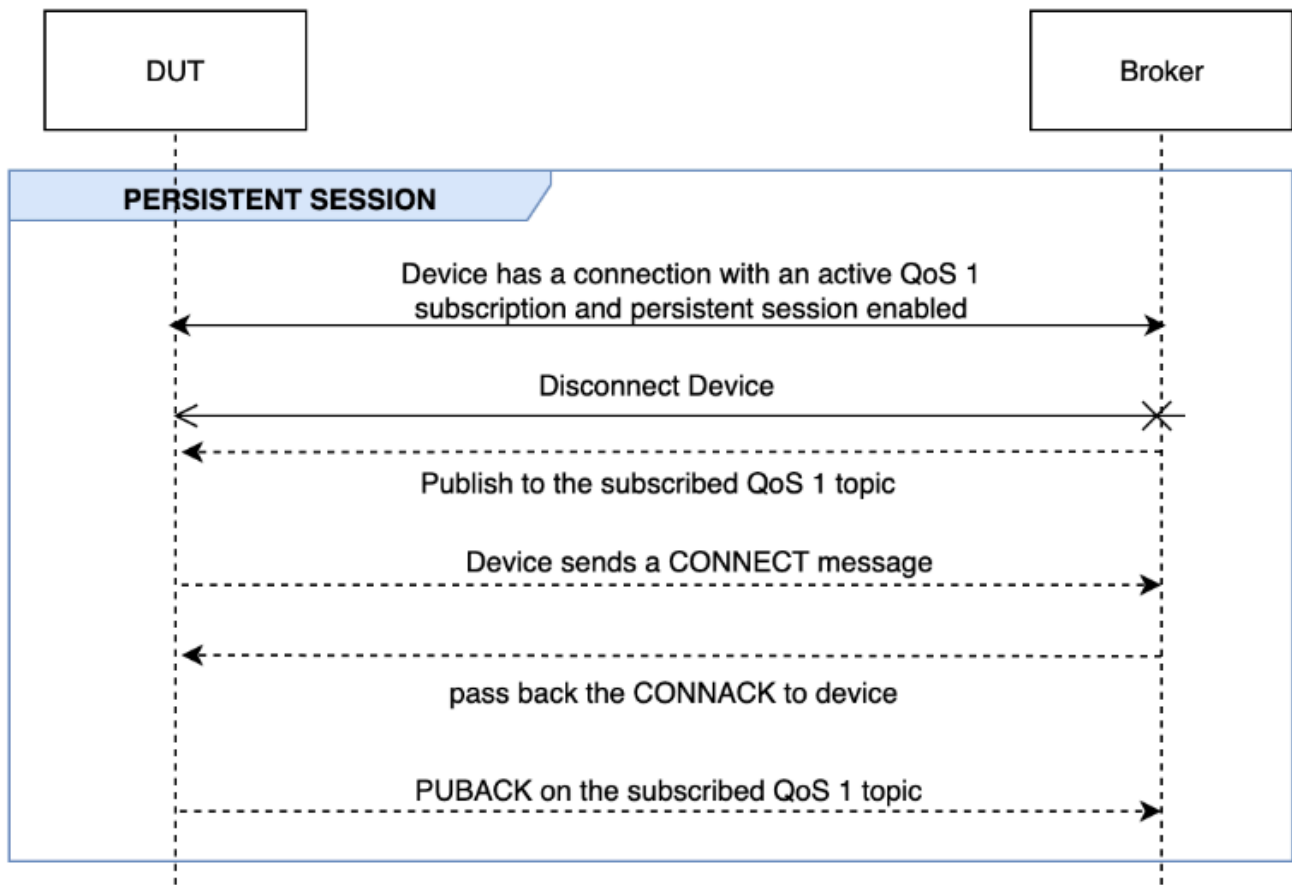 DUT
Broker
PERSISTENT SESSION
Device has a connection with an active QoS 1
subscription and persistent session enabled
Disconnect Device
Publish to the subscribed QoS 1 topic
Device sends a CONNECT message
pass back the CONNACK to device
PUBACK on the subscribed QoS 1 topic